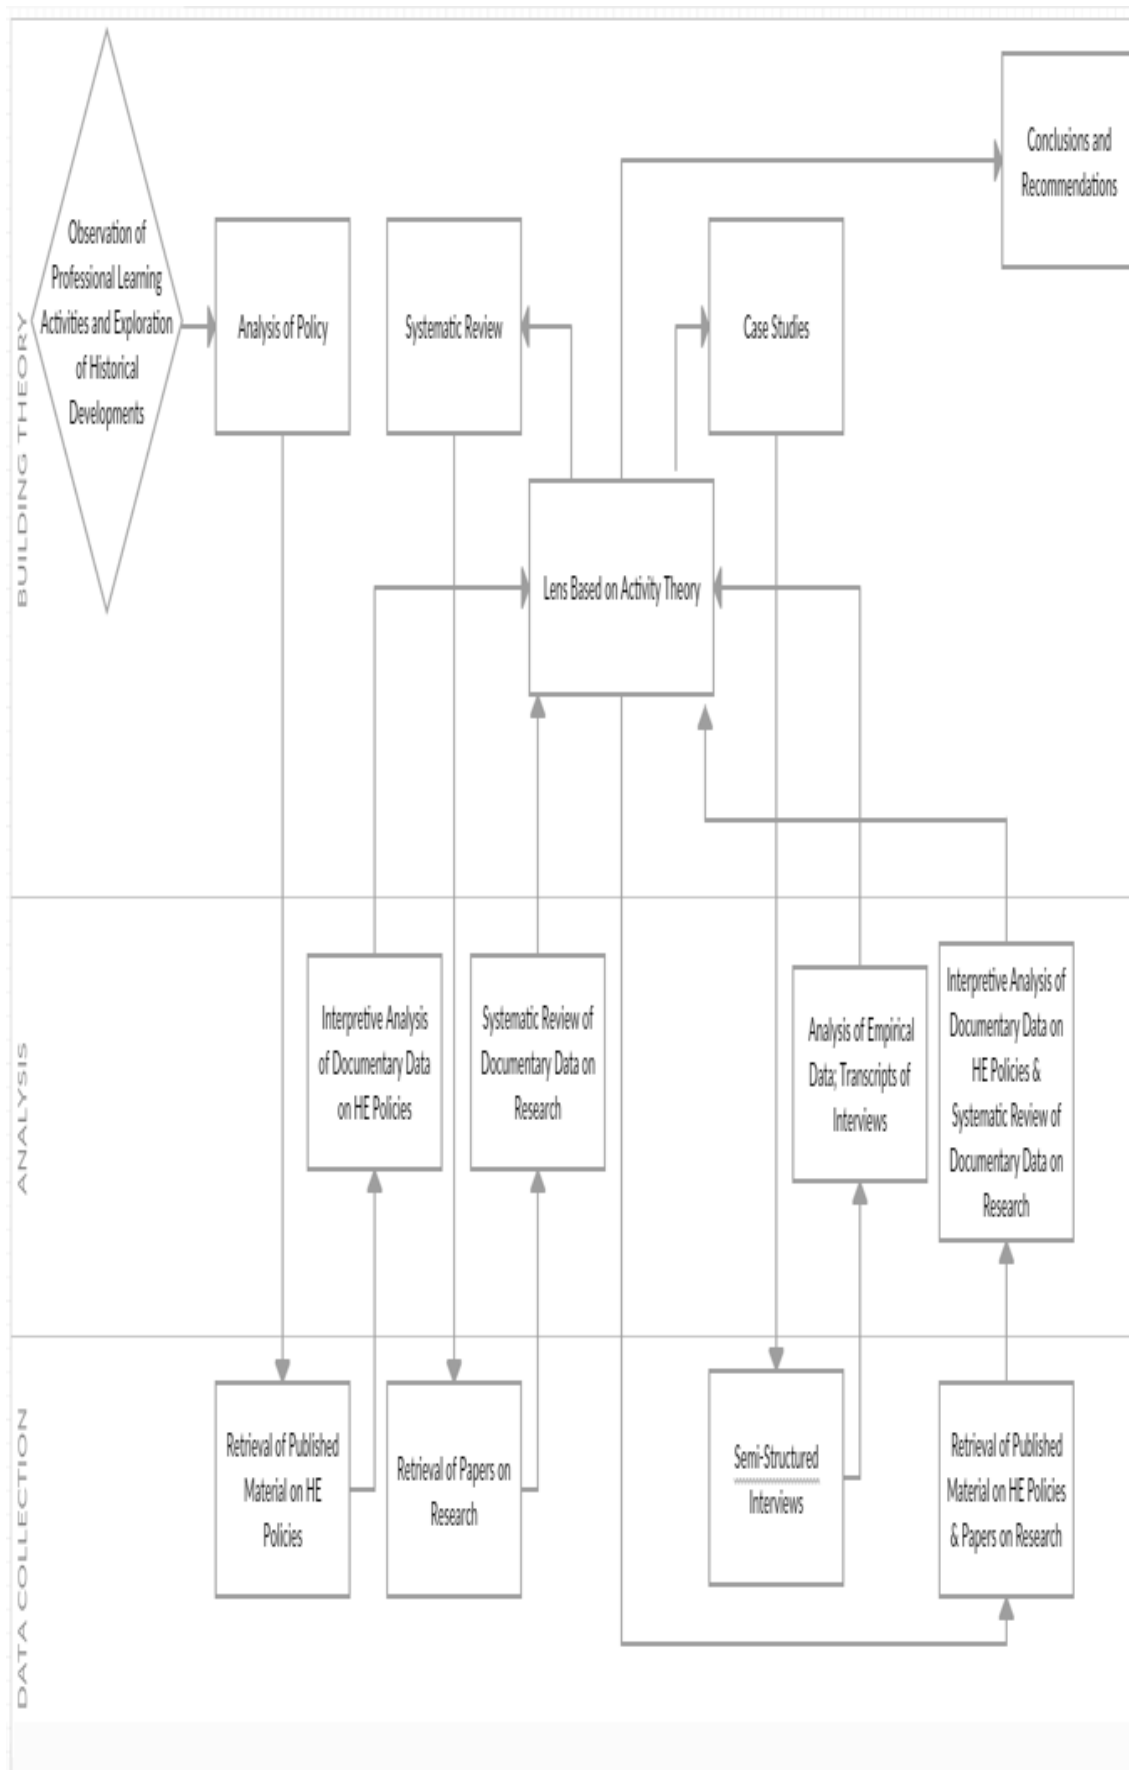 BUILDING THEORY
Observation of
Professional Learning
Activities and Exploration
of Historical
Developments
Analysis of Policy
Systematic Review
Case Studies
Conclusions and
Recommendations
Lens Based on Activity Theory
ANALYSIS
Interpretive Analysis
of Documentary Data
on HE Policies
Systematic Review of
Documentary Data on
Research
Analysis of Empirical
Data; Transcripts of
Interviews
Interpretive Analysis of
Documentary Data on
HE Policies &
Systematic Review of
Documentary Data on
Research
DATA COLLECTION
Retrieval of Published
Material on HE
Policies
Retrieval of Papers on
Research
Semi-Structured
Interviews
Retrieval of Published
Material on HE Policies
& Papers on Research